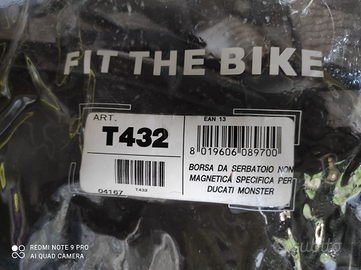 FIT THE BIKE
ART.
T432
EAN 13
8 019606 089700
04167
T432
BORSA DA SERBATOIO NON
MAGNETICA SPECIFICA PER
DUCATI MONSTER
REDMI NOTE 9 PRO
AI QUAD CAMERA